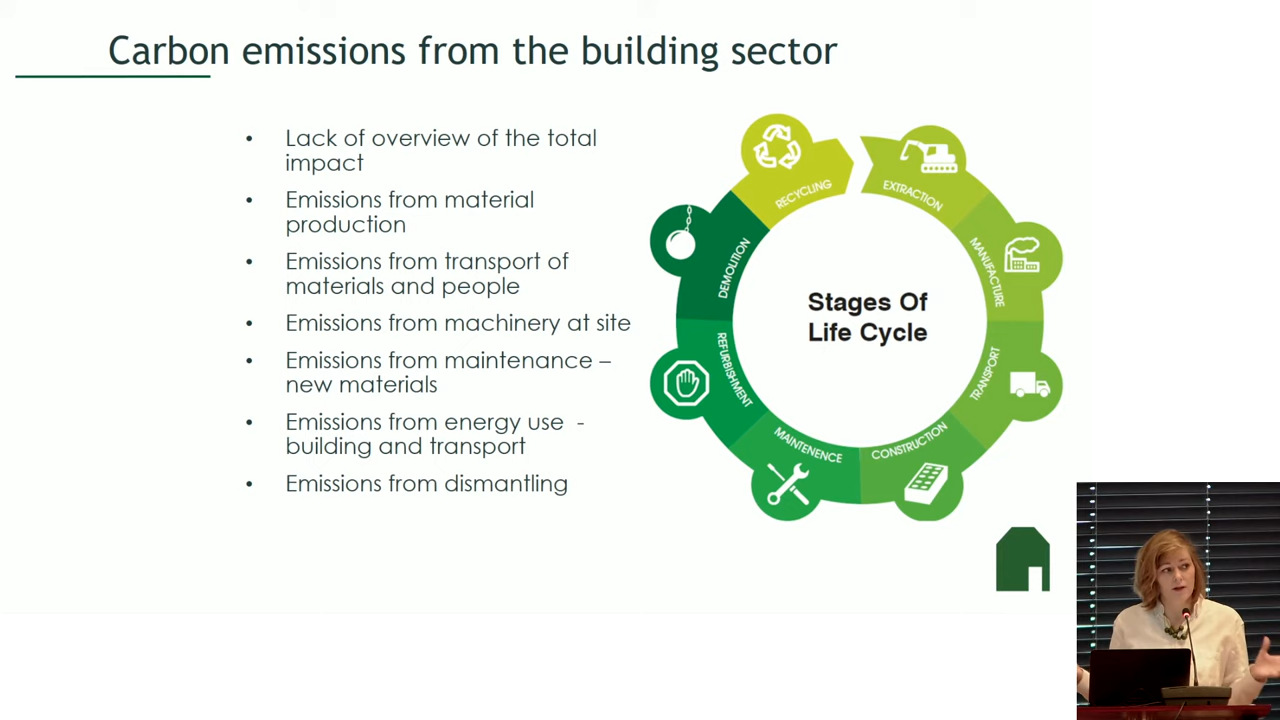 Carbon emissions from the building sector
• Lack of overview of the total
impact
• Emissions from material
production
• Emissions from transport of
materials and people
• Emissions from machinery at site
• Emissions from maintenance –
new materials
• Emissions from energy use -
building and transport
• Emissions from dismantling
RECYCLING
EXTRACTION
MANUFACTURE
TRANSPORT
CONSTRUCTION
MAINTENENCE
REFURBISHMENT
DEMOLITION
Stages Of
Life Cycle